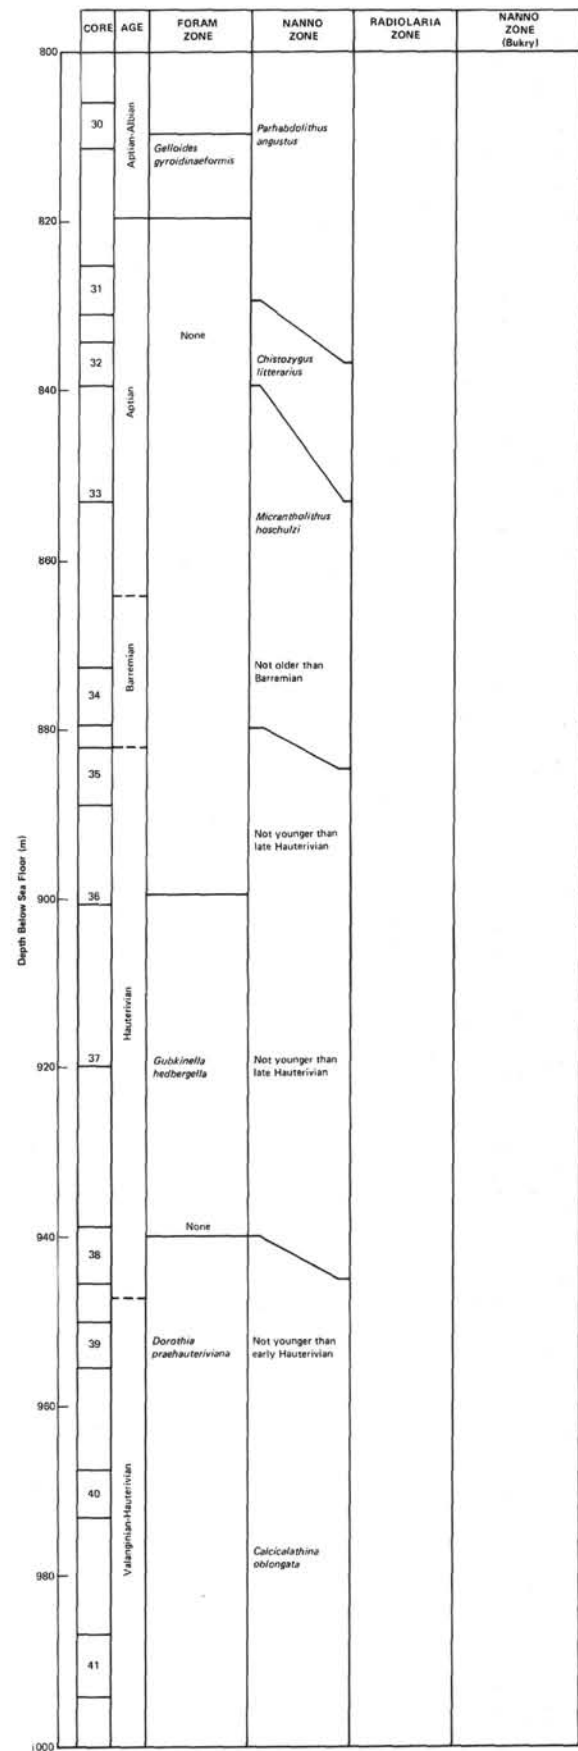 CORE
AGE
FORAM
ZONE
NANNO
ZONE
RADIOLARIA
ZONE
NANNO
ZONE
(Bukry)
800
30
Aptian-Albian
Gelloides
gyroidinaeformis
Parhabdolithus
angustus
820
31
None
32
Chistozygus
litterarius
840
Aptian
33
Micrantholithus
hoschulzi
860
Barremian
Not older than
Barremian
34
880
35
Not younger than
late Hauterivian
Depth Below Sea Floor (m)
900
36
Hauterivian
37
920
Gubkinella
hedbergella
Not younger than
late Hauterivian
None
940
38
39
Dorothia
praehauteriviana
Not younger than
early Hauterivian
960
40
Valanginian-Hauterivian
Calcicalathina
oblongata
980
41
1000